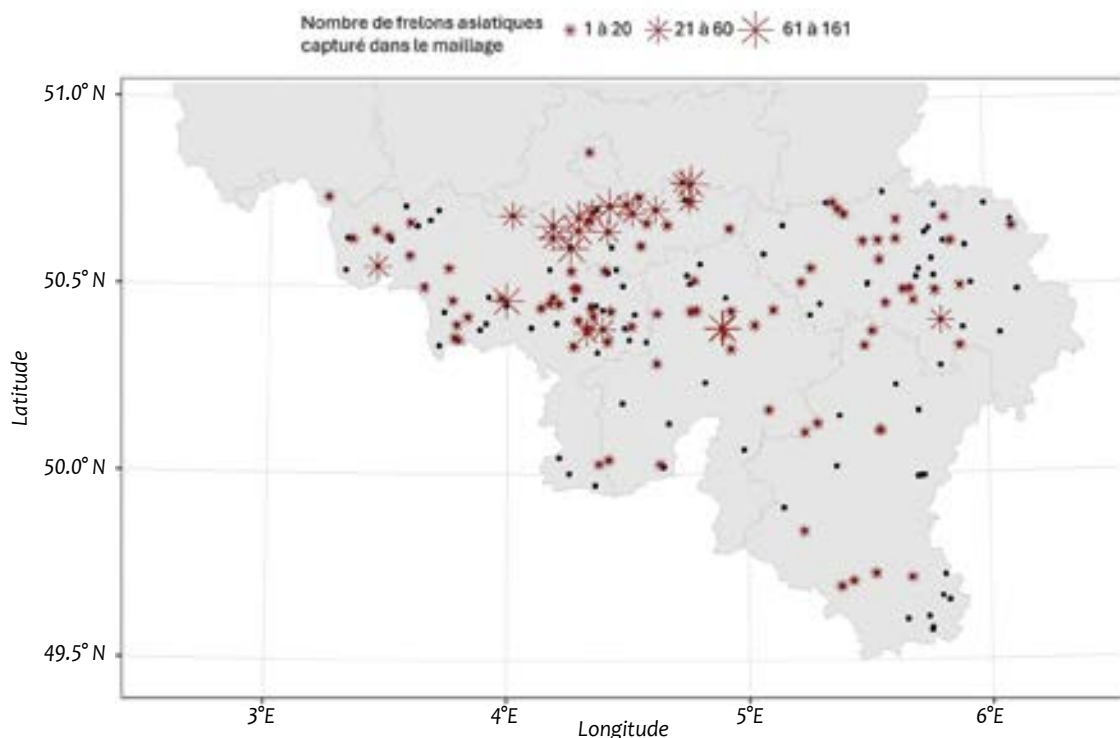 Nombre de frelons asiatiques
capturé dans le maillage
1 à 20
21 à 60
61 à 161
51.0° N
50.5° N
50.0° N
49.5° N
Latitude
3°E
4°E
5°E
6°E
Longitude